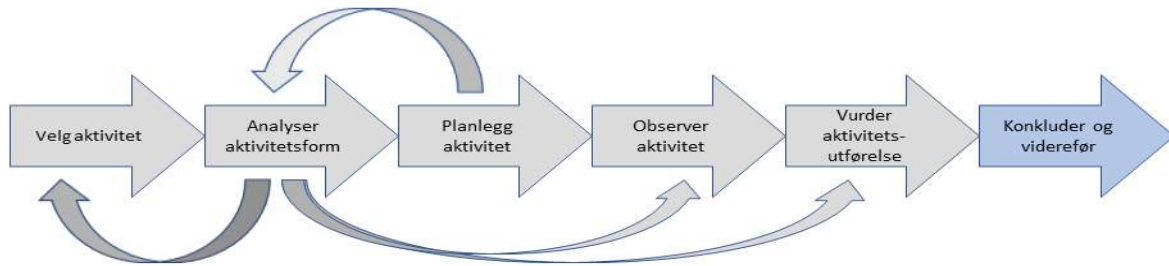 Velg aktivitet
Analyser
aktivitetsform
Planlegg
aktivitet
Observer
aktivitet
Vurder
aktivitets-
utførelse
Konkluder og
viderefør